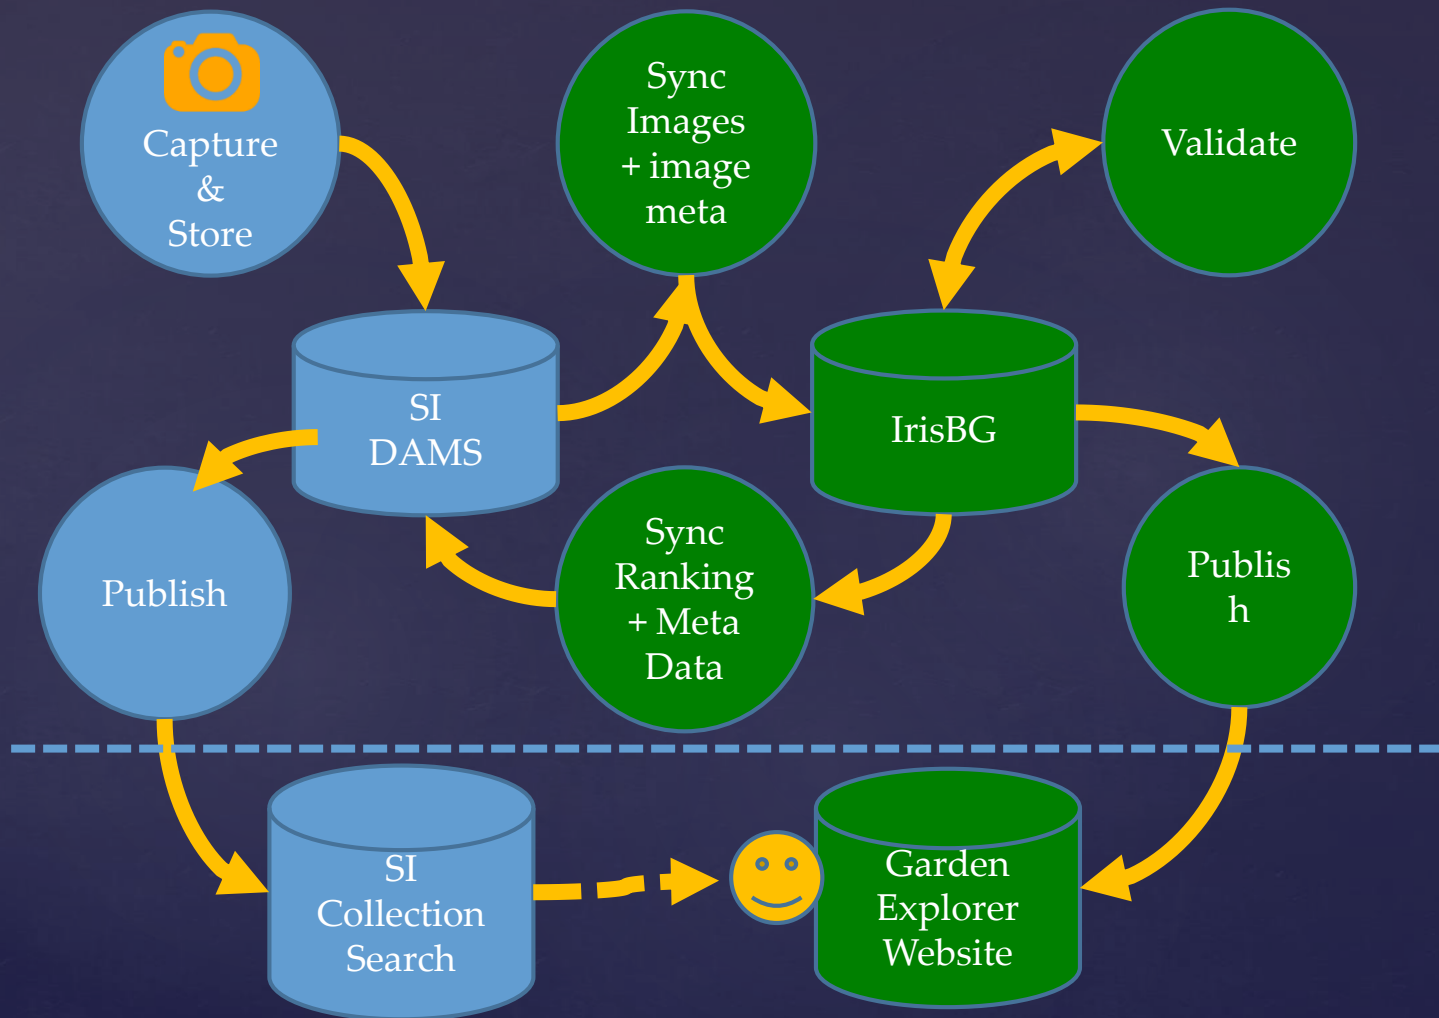 Capture
&
Store
Sync
Images
+ image
meta
Validate
SI
DAMS
IrisBG
Publish
Sync
Ranking
+ Meta
Data
Publis
h
SI
Collection
Search
Garden
Explorer
Website